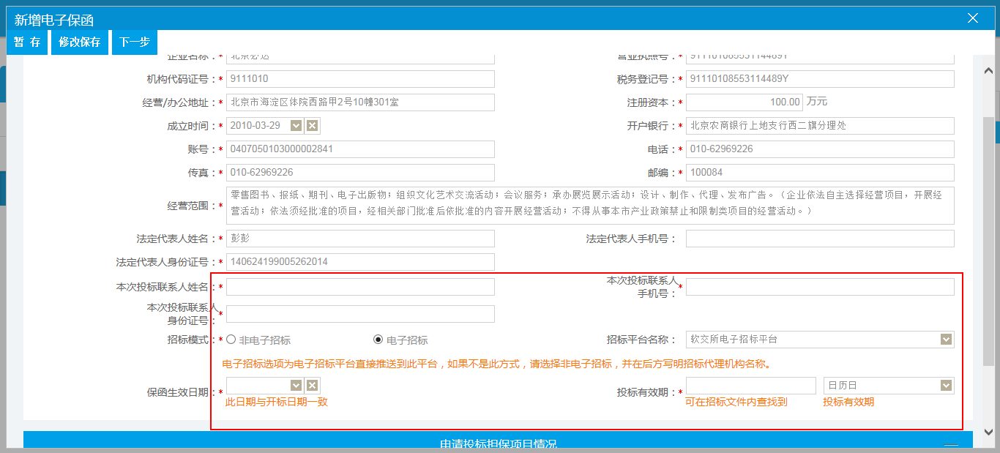 新增电子保函
暂 存 修改保存 下一步
企业名称：* 北京必达 营业执照号：* 91110108553114489Y
机构代码证号：* 9111010 税务登记号：* 91110108553114489Y
经营/办公地址：* 北京市海淀区体院西路甲2号10幢301室 注册资本：* 100.00 万元
成立时间：* 2010-03-29 开户银行：* 北京农商银行上地支行西二旗分理处
账号：* 0407050103000002841 电话：* 010-62969226
传真：* 010-62969226 邮编：* 100084
经营范围：* 零售图书、报纸、期刊、电子出版物；组织文化艺术交流活动；会议服务；承办展览展示活动；设计、制作、代理、发布广告。（企业依法自主选择经营项目，开展经
营活动；依法须经批准的项目，经相关部门批准后依批准的内容开展经营活动；不得从事本市产业政策禁止和限制类项目的经营活动。）
法定代表人姓名：* 彭彭 法定代表人手机号：
法定代表人身份证号：* 140624199005262014
本次投标联系人姓名：* 本次投标联系人
手机号：*
本次投标联系人
身份证号：*
招标模式：* 非电子招标 电子招标 招标平台名称： 软交所电子招标平台
电子招标选项为电子招标平台直接推送到此平台，如果不是此方式，请选择非电子招标，并在后方写明招标代理机构名称。
保函生效日期：* 投标有效期：* 日历日
此日期与开标日期一致 可在招标文件内查找到 投标有效期
申请投标担保项目情况